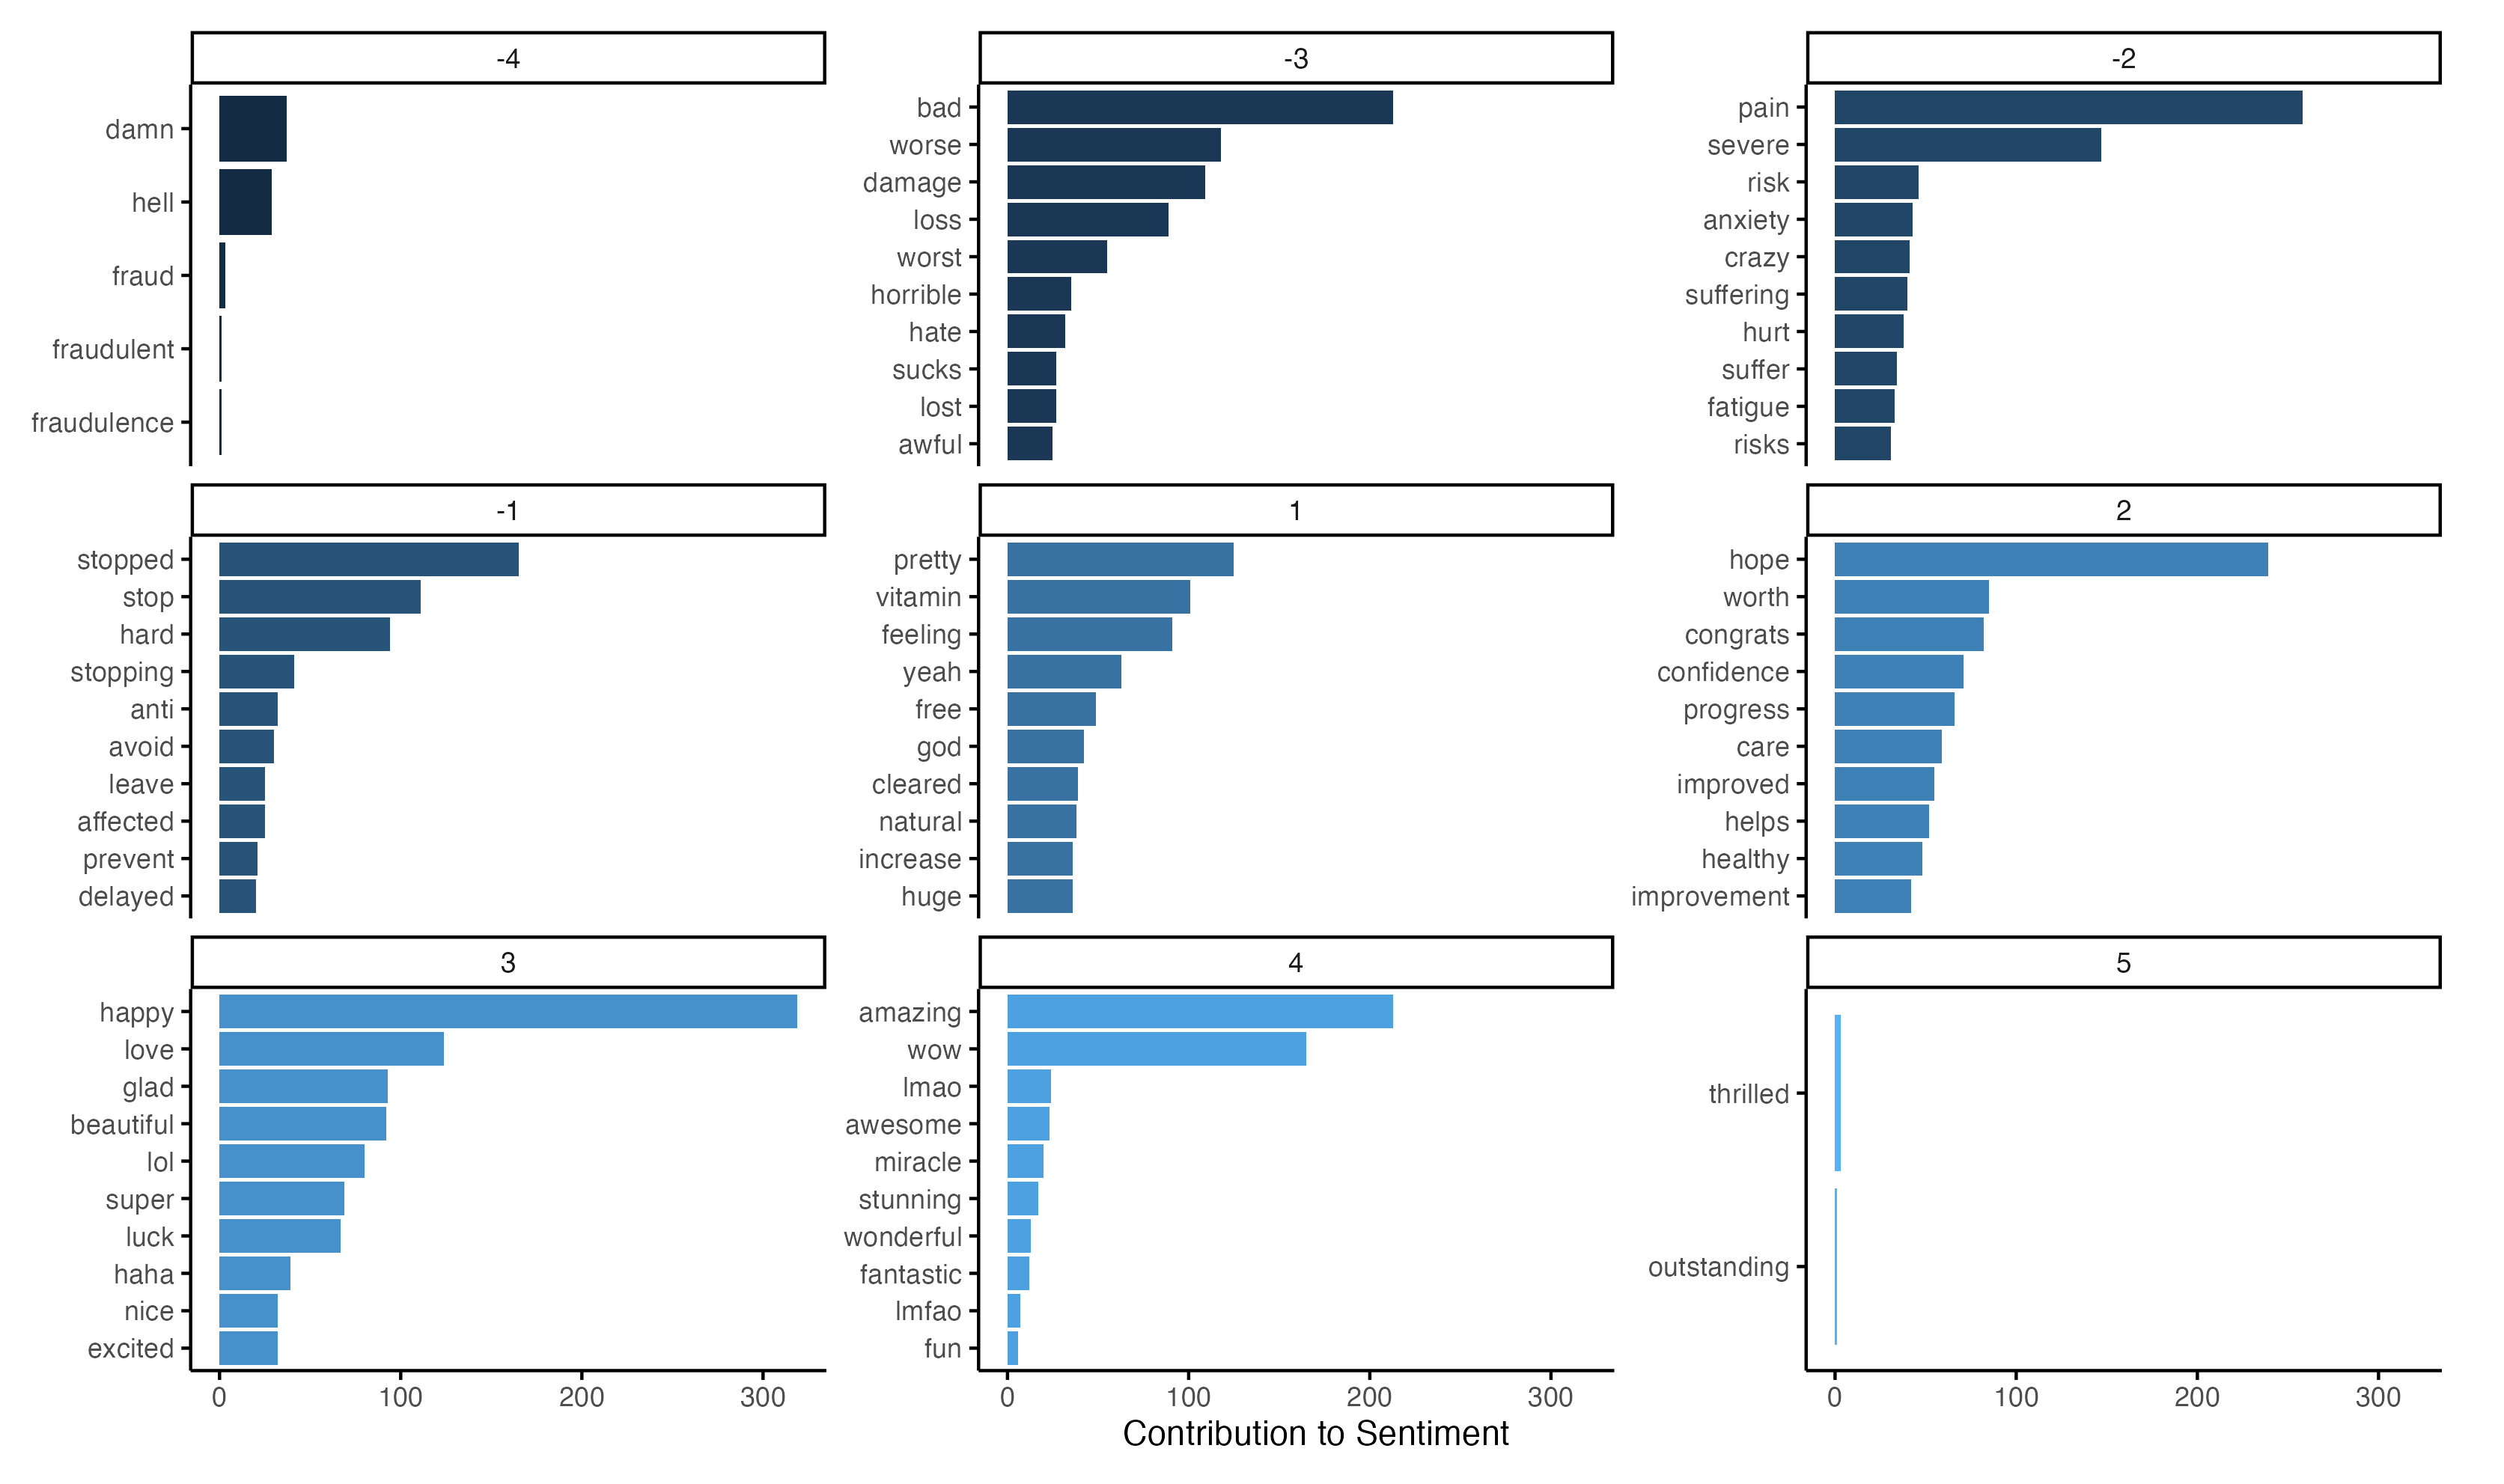 -4
damn
hell
fraud
fraudulent
fraudulence
-3
bad
worse
damage
loss
worst
horrible
hate
sucks
lost
awful
-2
pain
severe
risk
anxiety
crazy
suffering
hurt
suffer
fatigue
risks
-1
stopped
stop
hard
stopping
anti
avoid
leave
affected
prevent
delayed
1
pretty
vitamin
feeling
yeah
free
god
cleared
natural
increase
huge
2
hope
worth
congrats
confidence
progress
care
improved
helps
healthy
improvement
3
happy
love
glad
beautiful
lol
super
luck
haha
nice
excited
0 100 200 300
4
amazing
wow
lmao
awesome
miracle
stunning
wonderful
fantastic
lmfao
fun
0 100 200 300
5
thrilled
outstanding
0 100 200 300
Contribution to Sentiment